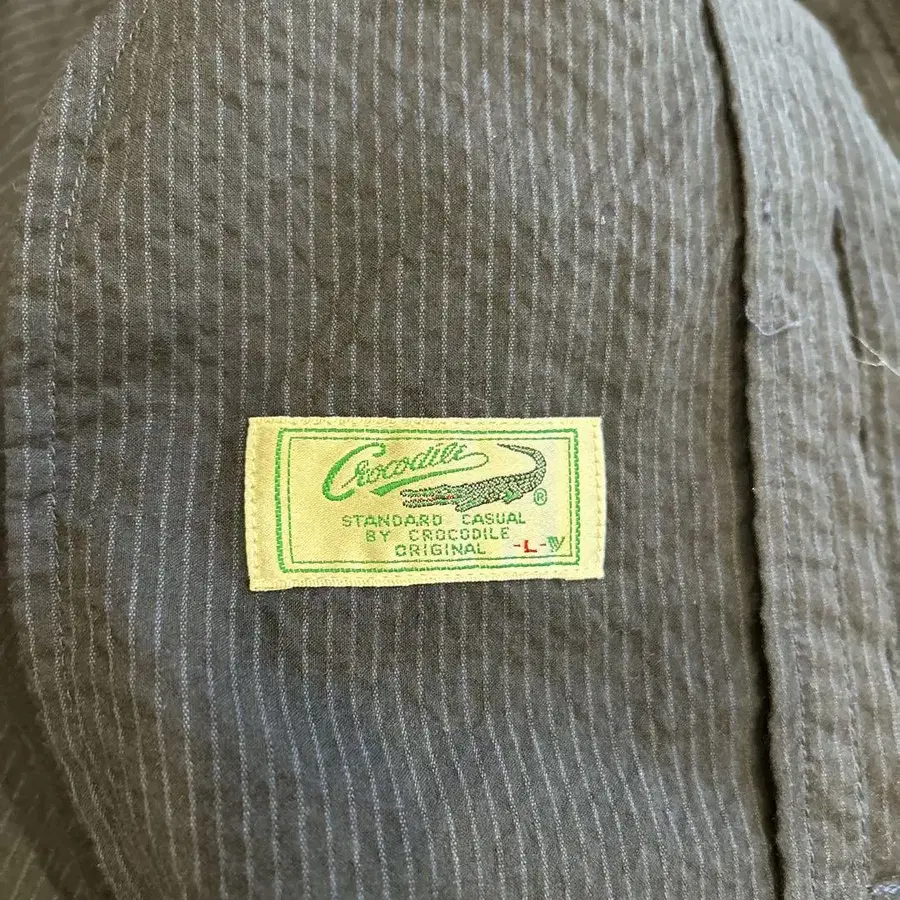 Crocodile
®
STANDARD CASUAL
BY CROCODILE
ORIGINAL -L-